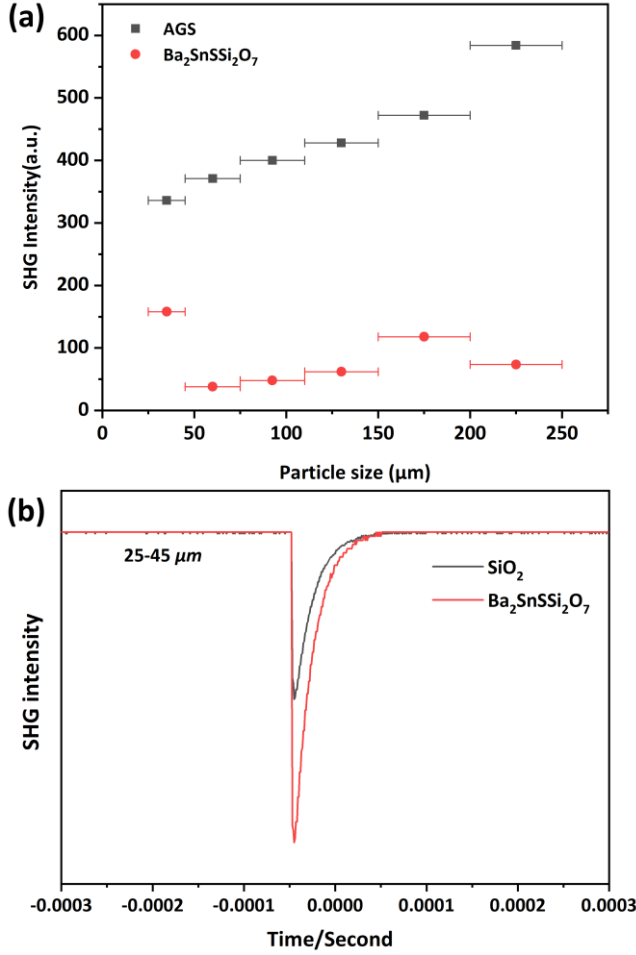 (a)
AGS
Ba₂SnSSi₂O₇
SHG Intensity(a.u.)
600
500
400
300
200
100
0
0 50 100 150 200 250
Particle size (μm)
(b)
25-45 μm
SiO₂
Ba₂SnSSi₂O₇
SHG intensity
-0.0003 -0.0002 -0.0001 0.0000 0.0001 0.0002 0.0003
Time/Second